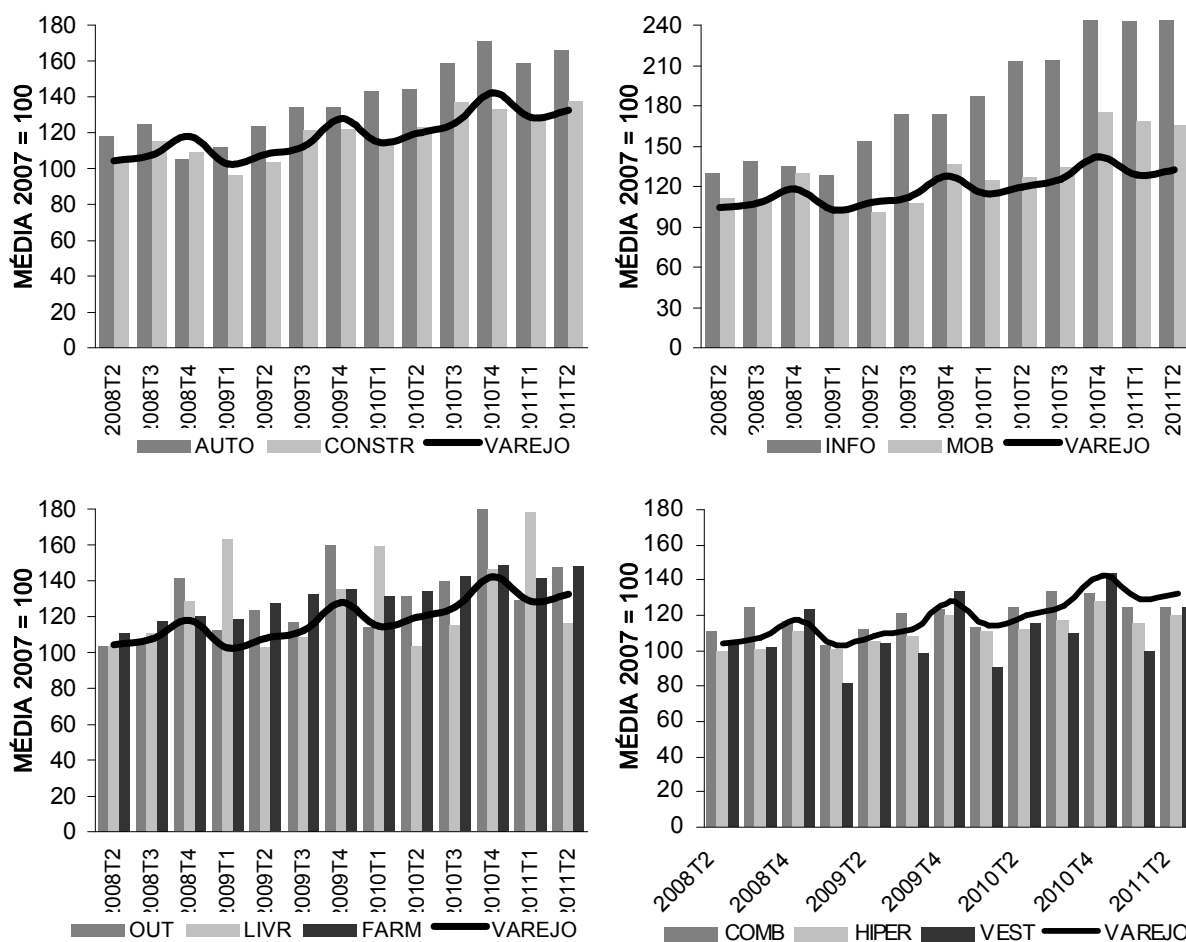 MÉDIA 2007 = 100
180
160
140
120
100
80
60
40
20
0
2008T2
2008T3
2008T4
2009T1
2009T2
2009T3
2009T4
2010T1
2010T2
2010T3
2010T4
2011T1
2011T2
AUTO CONSTR VAREJO
MÉDIA 2007 = 100
240
210
180
150
120
90
60
30
0
2008T2
2008T3
2008T4
2009T1
2009T2
2009T3
2009T4
2010T1
2010T2
2010T3
2010T4
2011T1
2011T2
INFO MOB VAREJO
MÉDIA 2007 = 100
180
160
140
120
100
80
60
40
20
0
2008T2
2008T3
2008T4
2009T1
2009T2
2009T3
2009T4
2010T1
2010T2
2010T3
2010T4
2011T1
2011T2
OUT LIVR FARM VAREJO
MÉDIA 2007 = 100
180
160
140
120
100
80
60
40
20
0
2008T2
2008T4
2009T2
2009T4
2010T2
2010T4
2011T2
COMB HIPER VEST VAREJO